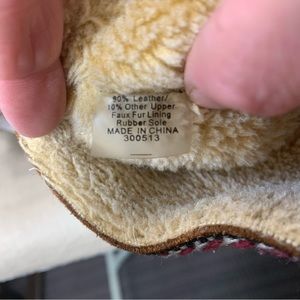 90% Leather/
10% Other Upper
Faux Fur Lining
Rubber Sole
MADE IN CHINA
300513